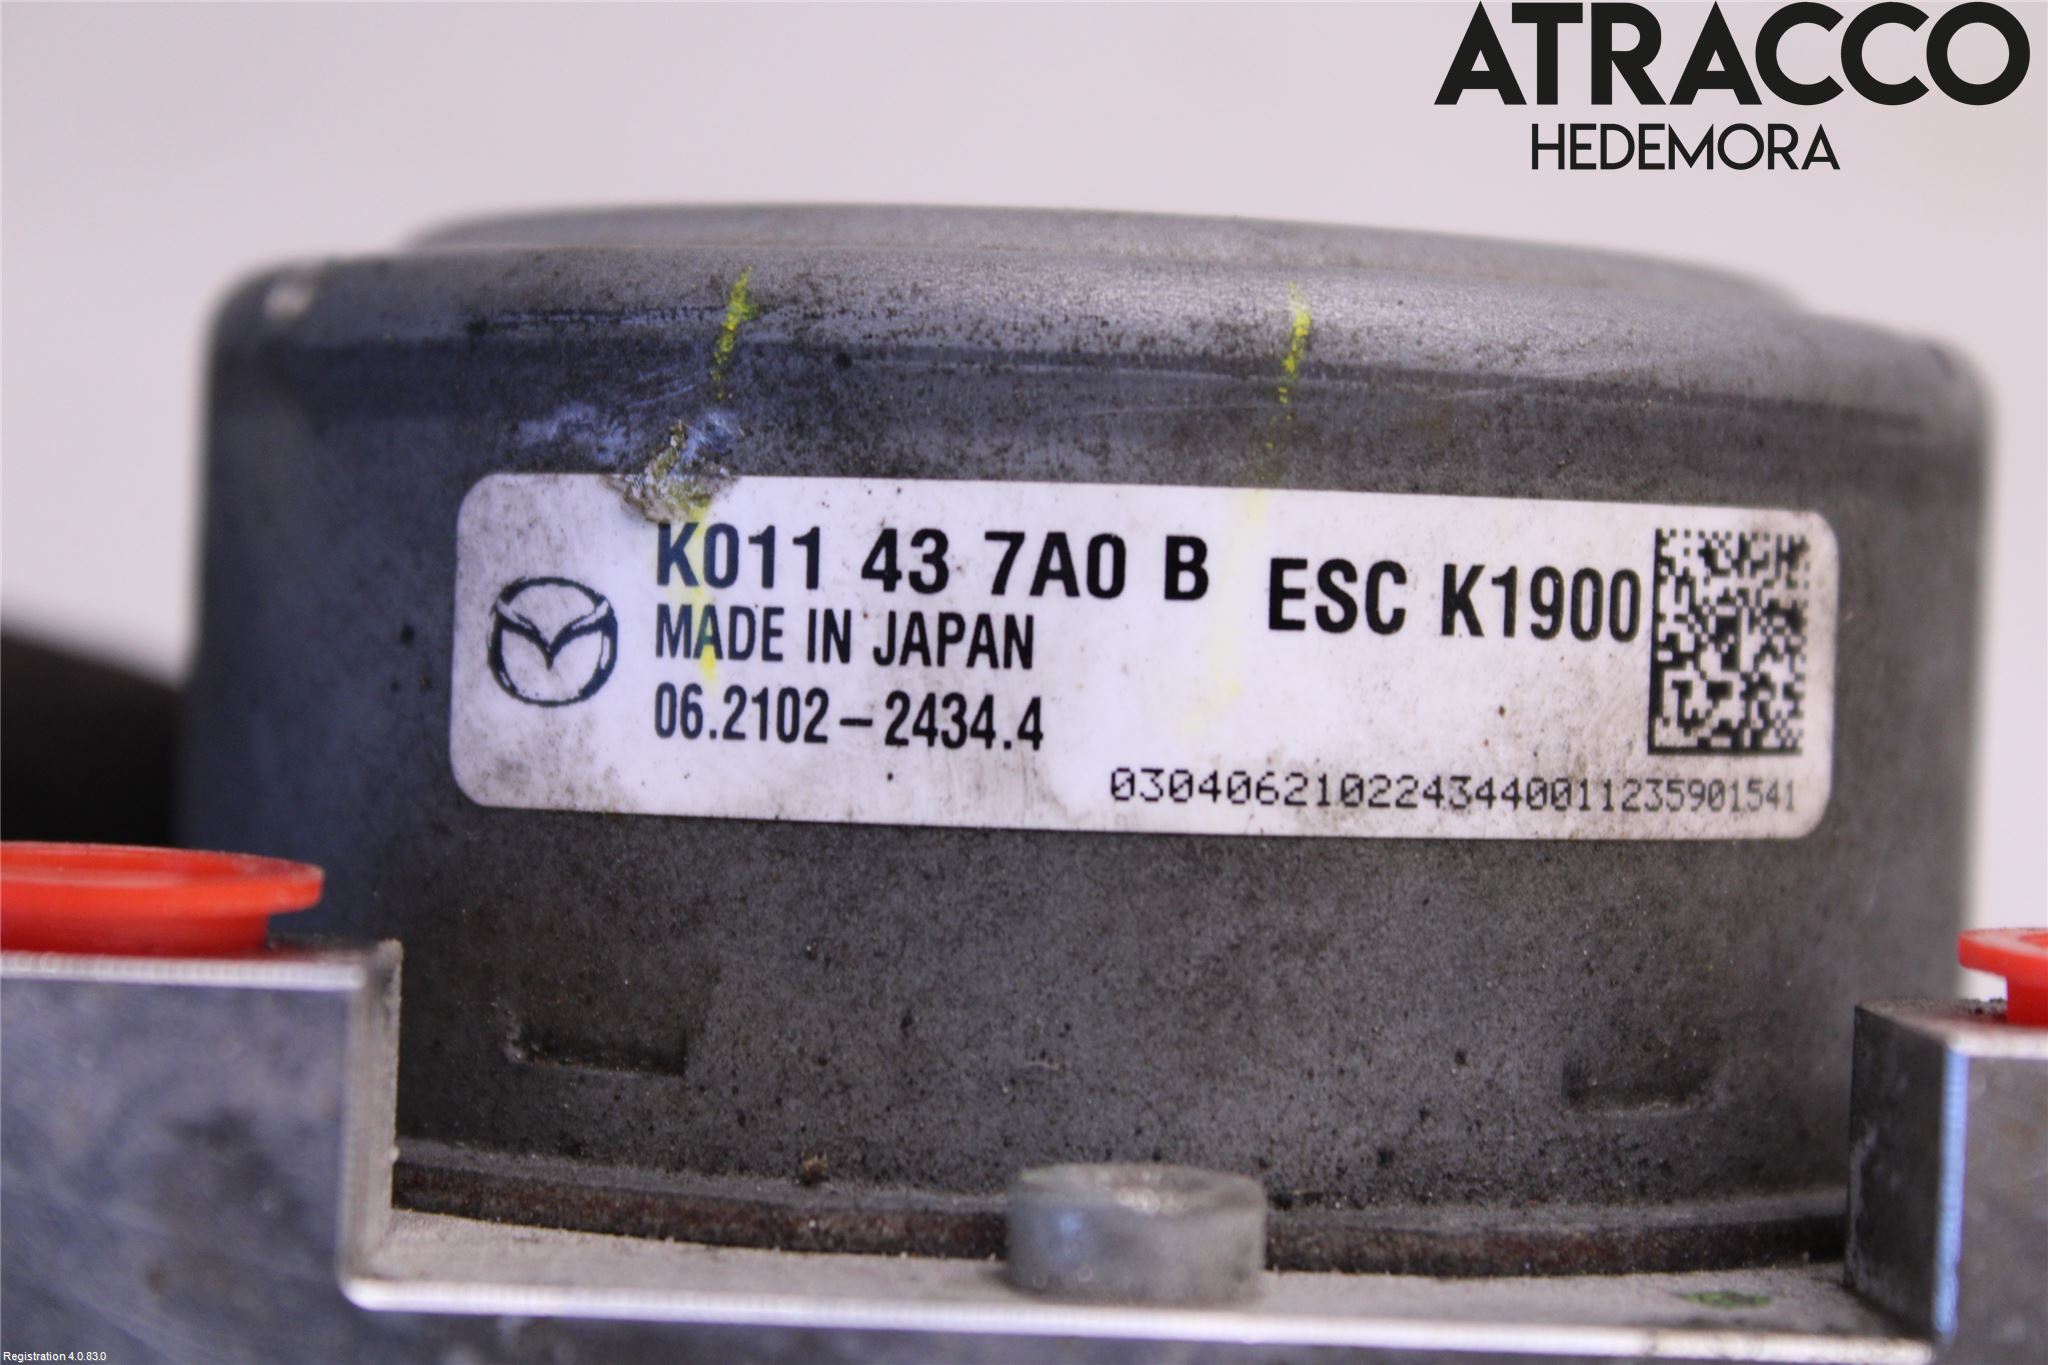 ATRACCO
HEDEMORA
K011 43 7A0 B ESC K1900
MADE IN JAPAN
06.2102-2434.4
0304062102243440011235901541
Registration 4.0.83.0